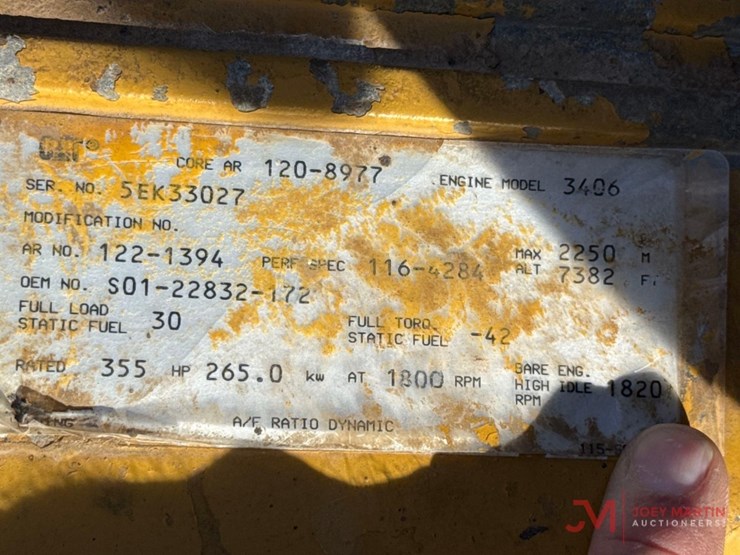 CAT®
CORE AR 120-8977
SER. NO. 5EK33027 ENGINE MODEL 3406
MODIFICATION NO.
AR NO. 122-1394 PERF SPEC 116-4284 MAX 2250 M
ALT 7382 F
OEM NO. S01-22832-172
FULL LOAD
STATIC FUEL 30
FULL TORQ
STATIC FUEL -42
RATED 355 HP 265.0 kw AT 1800 RPM
BARE ENG.
HIGH IDLE 1820
RPM
A/F RATIO DYNAMIC
JM JOEY MARTIN
AUCTIONEERS